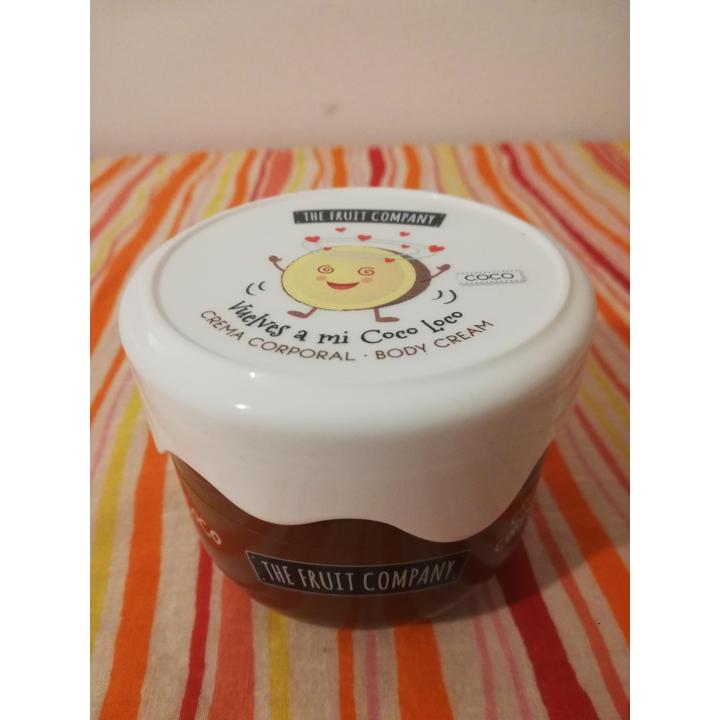 THE FRUIT COMPANY
COCO
Vuelves a mi Coco loco
CREMA CORPORAL · BODY CREAM
THE FRUIT COMPANY